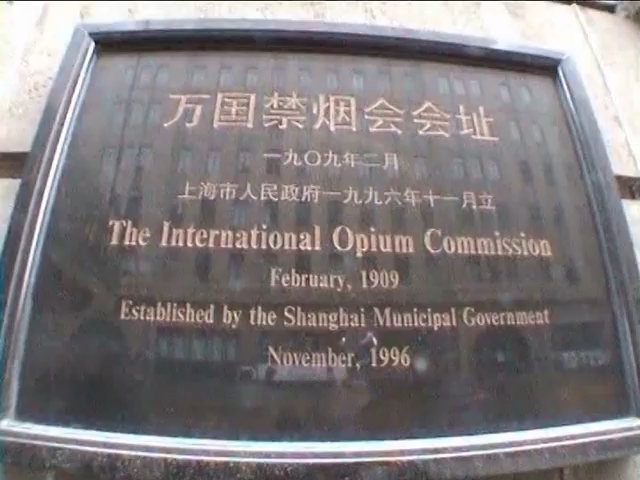 万国禁烟会会址
一九〇九年二月
上海市人民政府一九九六年十一月立
The International Opium Commission
February, 1909
Established by the Shanghai Municipal Government
November, 1996